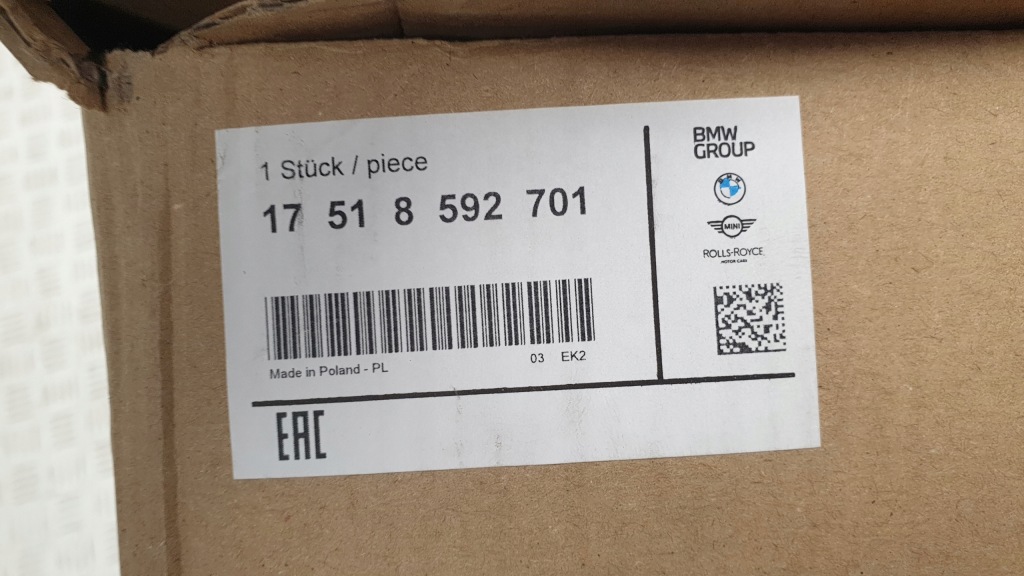 1 Stück / piece
17 51 8 592 701
Made in Poland - PL
03 EK2
EAC
BMW
GROUP
BMW
MINI
ROLLS-ROYCE
MOTOR CARS